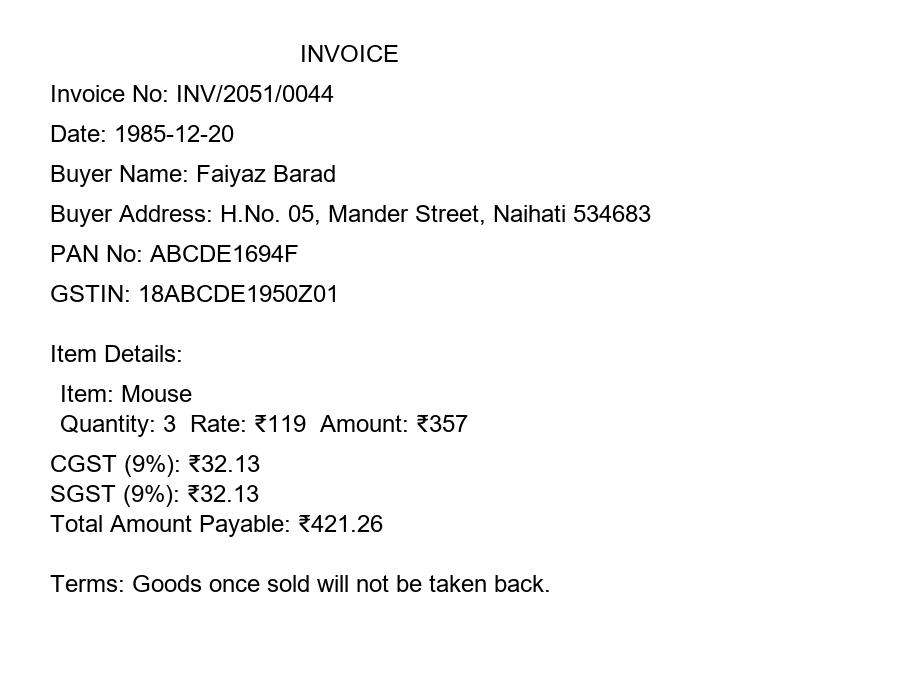 INVOICE
Invoice No: INV/2051/0044
Date: 1985-12-20
Buyer Name: Faiyaz Barad
Buyer Address: H.No. 05, Mander Street, Naihati 534683
PAN No: ABCDE1694F
GSTIN: 18ABCDE1950Z01
Item Details:
Item: Mouse
Quantity: 3  Rate: ₹119  Amount: ₹357
CGST (9%): ₹32.13
SGST (9%): ₹32.13
Total Amount Payable: ₹421.26
Terms: Goods once sold will not be taken back.